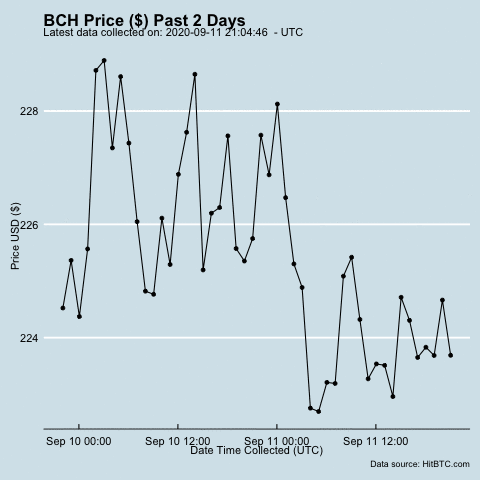 BCH Price ($) Past 2 Days
Latest data collected on: 2020-09-11 21:04:46  - UTC
228
226
224
Price USD ($)
Sep 10 00:00 Sep 10 12:00 Sep 11 00:00 Sep 11 12:00
Date Time Collected (UTC)
Data source: HitBTC.com